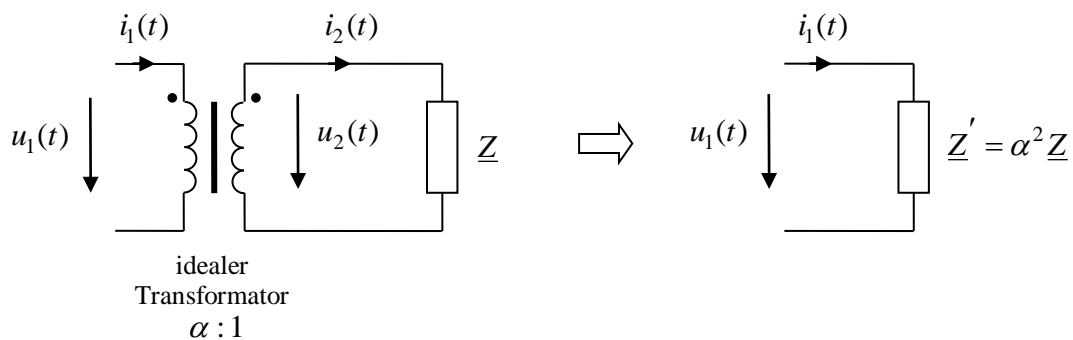 i₁(t)
i₂(t)
i₁(t)
u₁(t)
u₂(t)
Z̲
u₁(t)
Z̲′ = α²Z̲
idealer
Transformator
α : 1